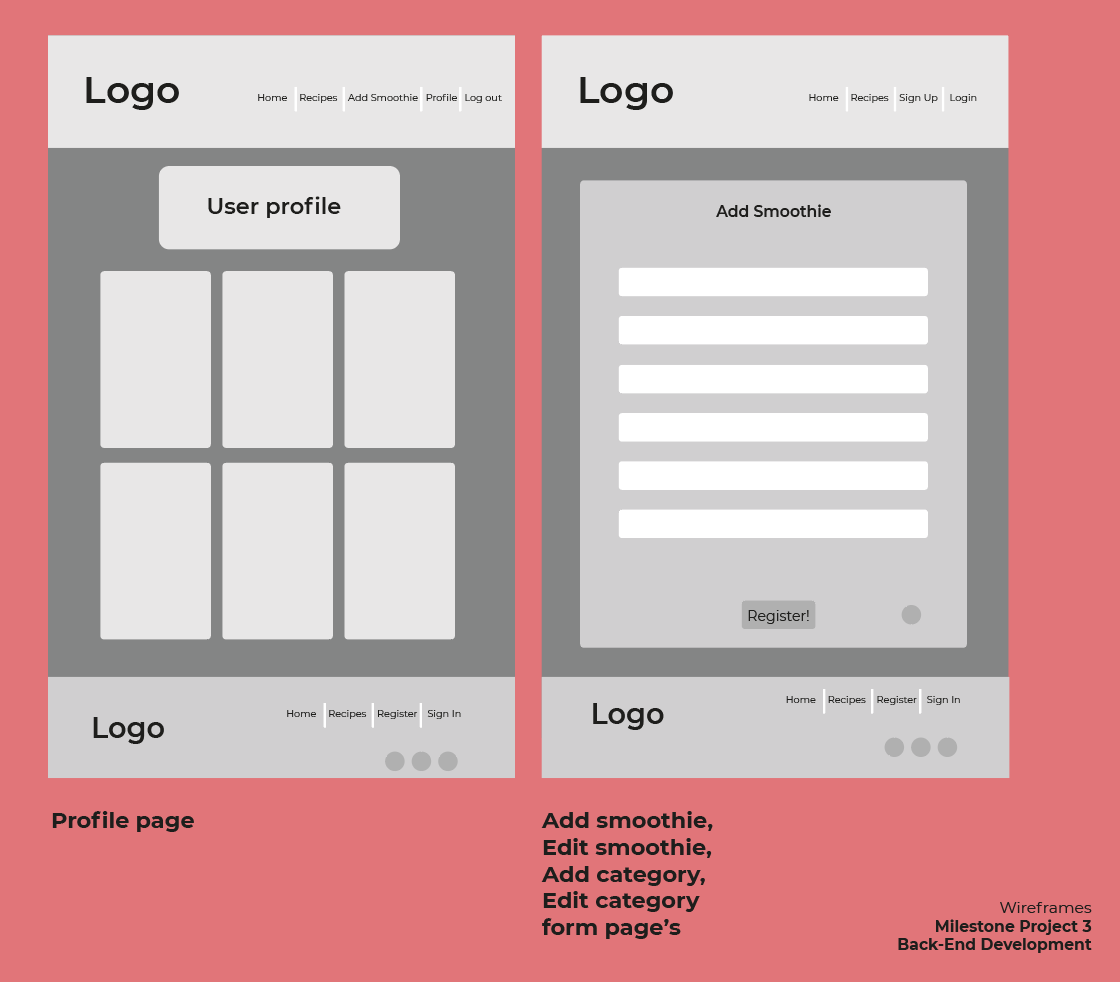 Logo
Home Recipes Add Smoothie Profile Log out
User profile
Logo
Home Recipes Register Sign In
Profile page
Logo
Home Recipes Sign Up Login
Add Smoothie
Register!
Logo
Home Recipes Register Sign In
Add smoothie,
Edit smoothie,
Add category,
Edit category
form page’s
Wireframes
Milestone Project 3
Back-End Development